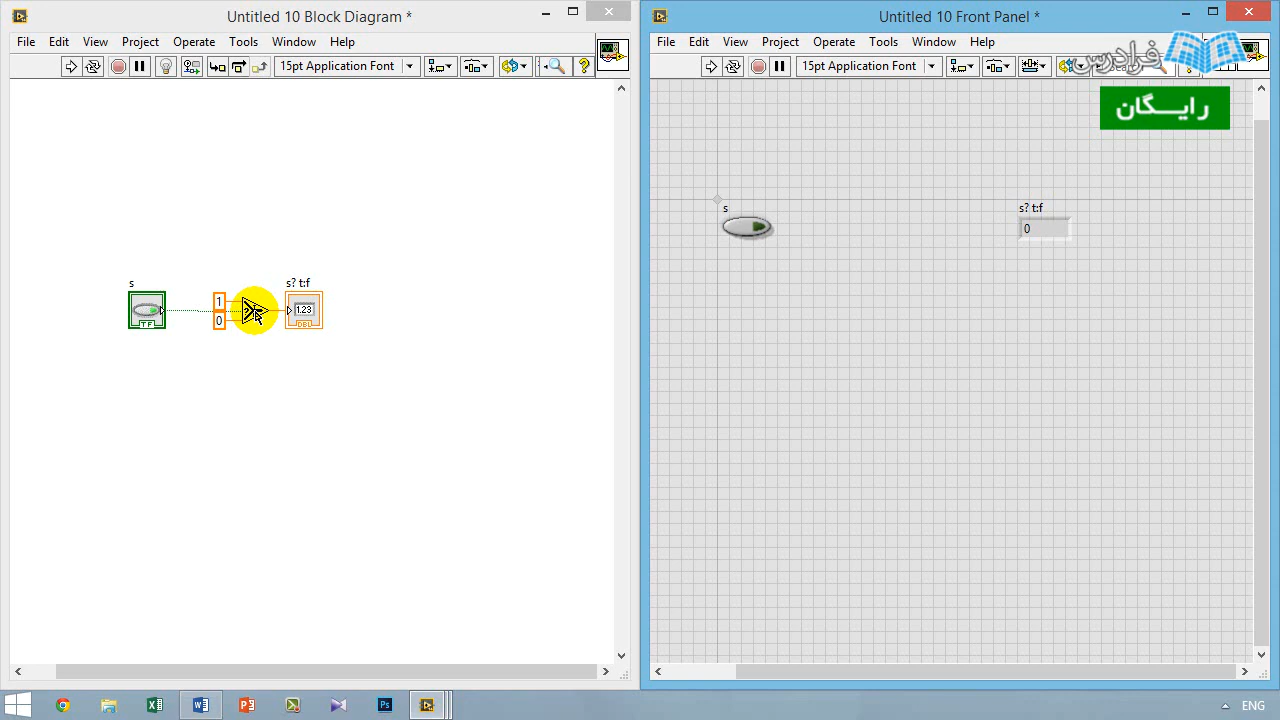 Untitled 10 Block Diagram *
File Edit View Project Operate Tools Window Help
15pt Application Font
s
TF
1
0
s? t:f
1.23
DBL
Untitled 10 Front Panel *
File Edit View Project Operate Tools Window Help
15pt Application Font
فرادرس
رایگان
s
s? t:f
0
ENG